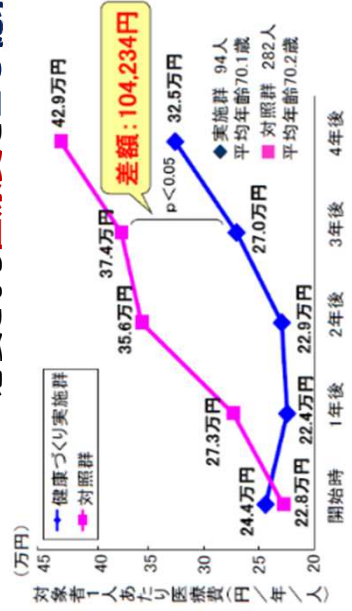 (万円)
対象者1人あたり医療費(円/年/人)
45
40
35
30
25
20
健康づくり実施群
対照群
24.4万円
22.8万円
27.3万円
22.4万円
35.6万円
22.9万円
37.4万円
27.0万円
42.9万円
32.5万円
差額:104,234円
p<0.05
実施群 94人
平均年齢70.1歳
対照群 282人
平均年齢70.2歳
開始時
1年後
2年後
3年後
4年後